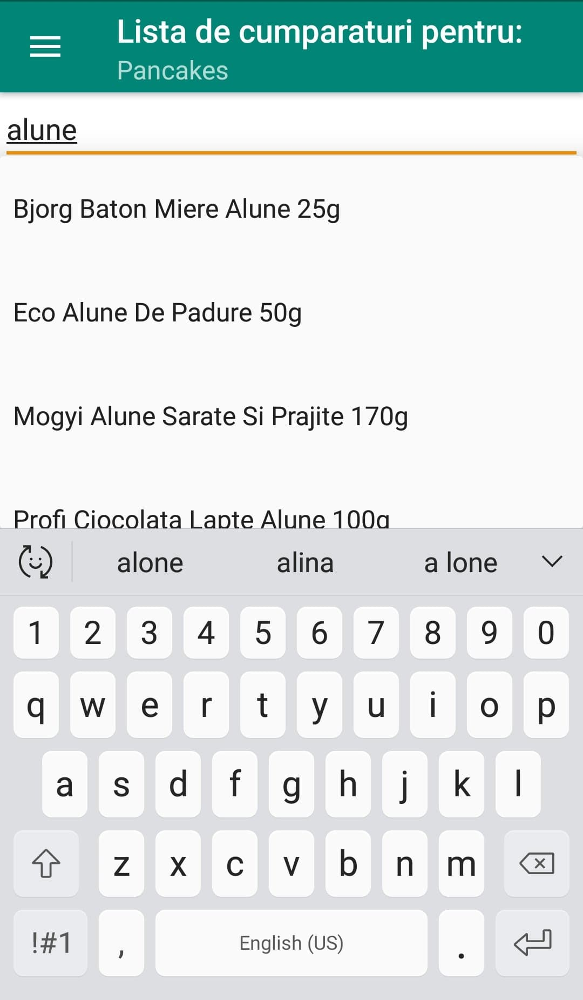 Lista de cumparaturi pentru:
Pancakes
alune
Bjorg Baton Miere Alune 25g
Eco Alune De Padure 50g
Mogyi Alune Sarate Si Prajite 170g
Profi Ciocolata Lapte Alune 100g
alone alina a lone
1 2 3 4 5 6 7 8 9 0
q w e r t y u i o p
a s d f g h j k l
z x c v b n m
!#1 , English (US) .